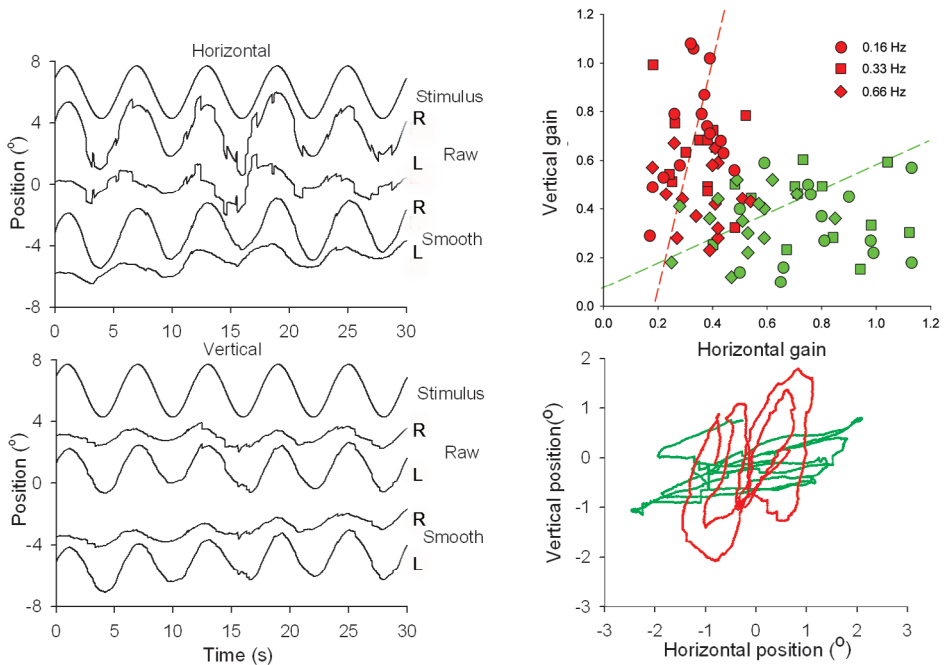 Horizontal
8
4
0
-4
-8
Position (°)
Stimulus
R
Raw
L
R
Smooth
L
0 5 10 15 20 25 30
Vertical
8
4
0
-4
-8
Position (°)
Stimulus
R
Raw
L
R
Smooth
L
0 5 10 15 20 25 30
Time (s)
1.2
1.0
0.8
0.6
0.4
0.2
0.0
Vertical gain
0.16 Hz
0.33 Hz
0.66 Hz
0.0 0.2 0.4 0.6 0.8 1.0 1.2
Horizontal gain
2
1
0
-1
-2
-3
Vertical position(°)
-3 -2 -1 0 1 2 3
Horizontal position (°)